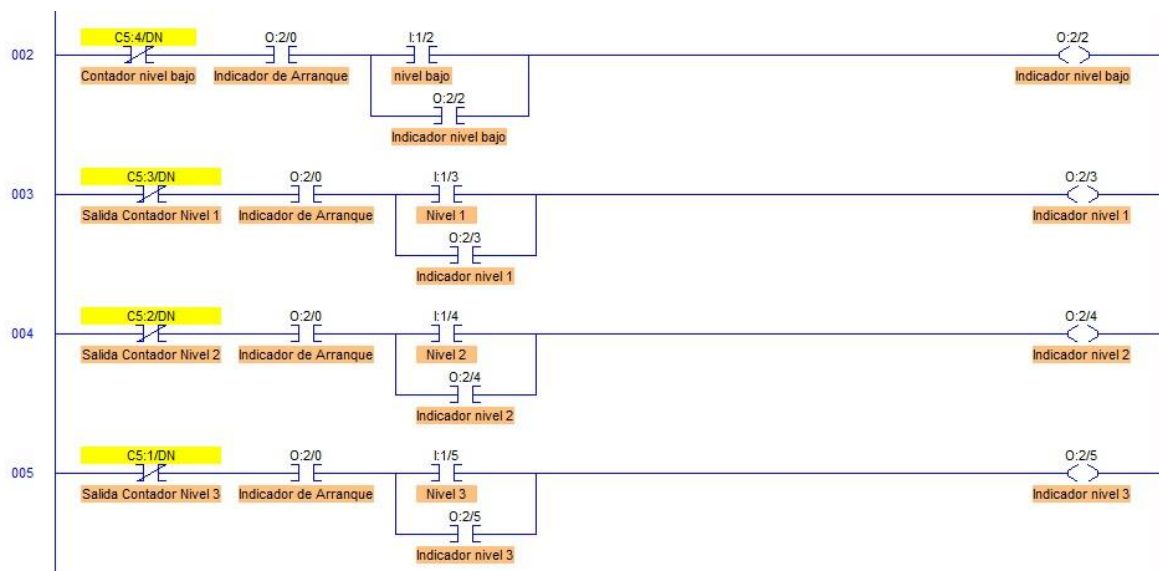 C5:4/DN O:2/0 I:1/2 O:2/2
002
Contador nivel bajo Indicador de Arranque nivel bajo Indicador nivel bajo
O:2/2
Indicador nivel bajo
C5:3/DN O:2/0 I:1/3 O:2/3
003
Salida Contador Nivel 1 Indicador de Arranque Nivel 1 Indicador nivel 1
O:2/3
Indicador nivel 1
C5:2/DN O:2/0 I:1/4 O:2/4
004
Salida Contador Nivel 2 Indicador de Arranque Nivel 2 Indicador nivel 2
O:2/4
Indicador nivel 2
C5:1/DN O:2/0 I:1/5 O:2/5
005
Salida Contador Nivel 3 Indicador de Arranque Nivel 3 Indicador nivel 3
O:2/5
Indicador nivel 3